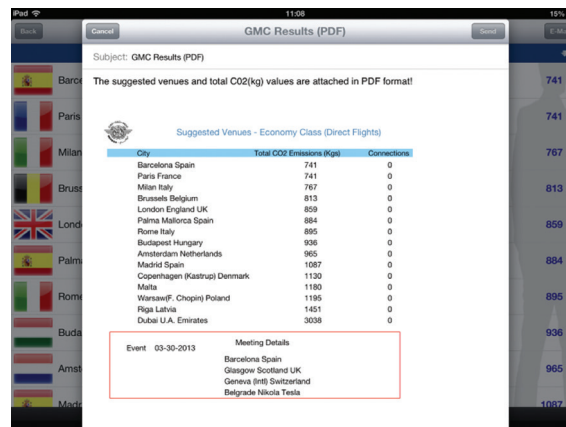 iPad 11:08 15%
Back Cancel GMC Results (PDF) Send E-Ma
Subject: GMC Results (PDF)
The suggested venues and total C02(kg) values are attached in PDF format!
Suggested Venues - Economy Class (Direct Flights)
City Total CO2 Emissions (Kgs) Connections
Barcelona Spain 741 0
Paris France 741 0
Milan Italy 767 0
Brussels Belgium 813 0
London England UK 859 0
Palma Mallorca Spain 884 0
Rome Italy 895 0
Budapest Hungary 936 0
Amsterdam Netherlands 965 0
Madrid Spain 1087 0
Copenhagen (Kastrup) Denmark 1130 0
Malta 1180 0
Warsaw(F. Chopin) Poland 1195 0
Riga Latvia 1451 0
Dubai U.A. Emirates 3038 0
Meeting Details
Event 03-30-2013
Barcelona Spain
Glasgow Scotland UK
Geneva (Intl) Switzerland
Belgrade Nikola Tesla
Barce 741
Paris 741
Milan 767
Bruss 813
Lond 859
Palma 884
Rome 895
Buda 936
Amst 965
Madr 1087